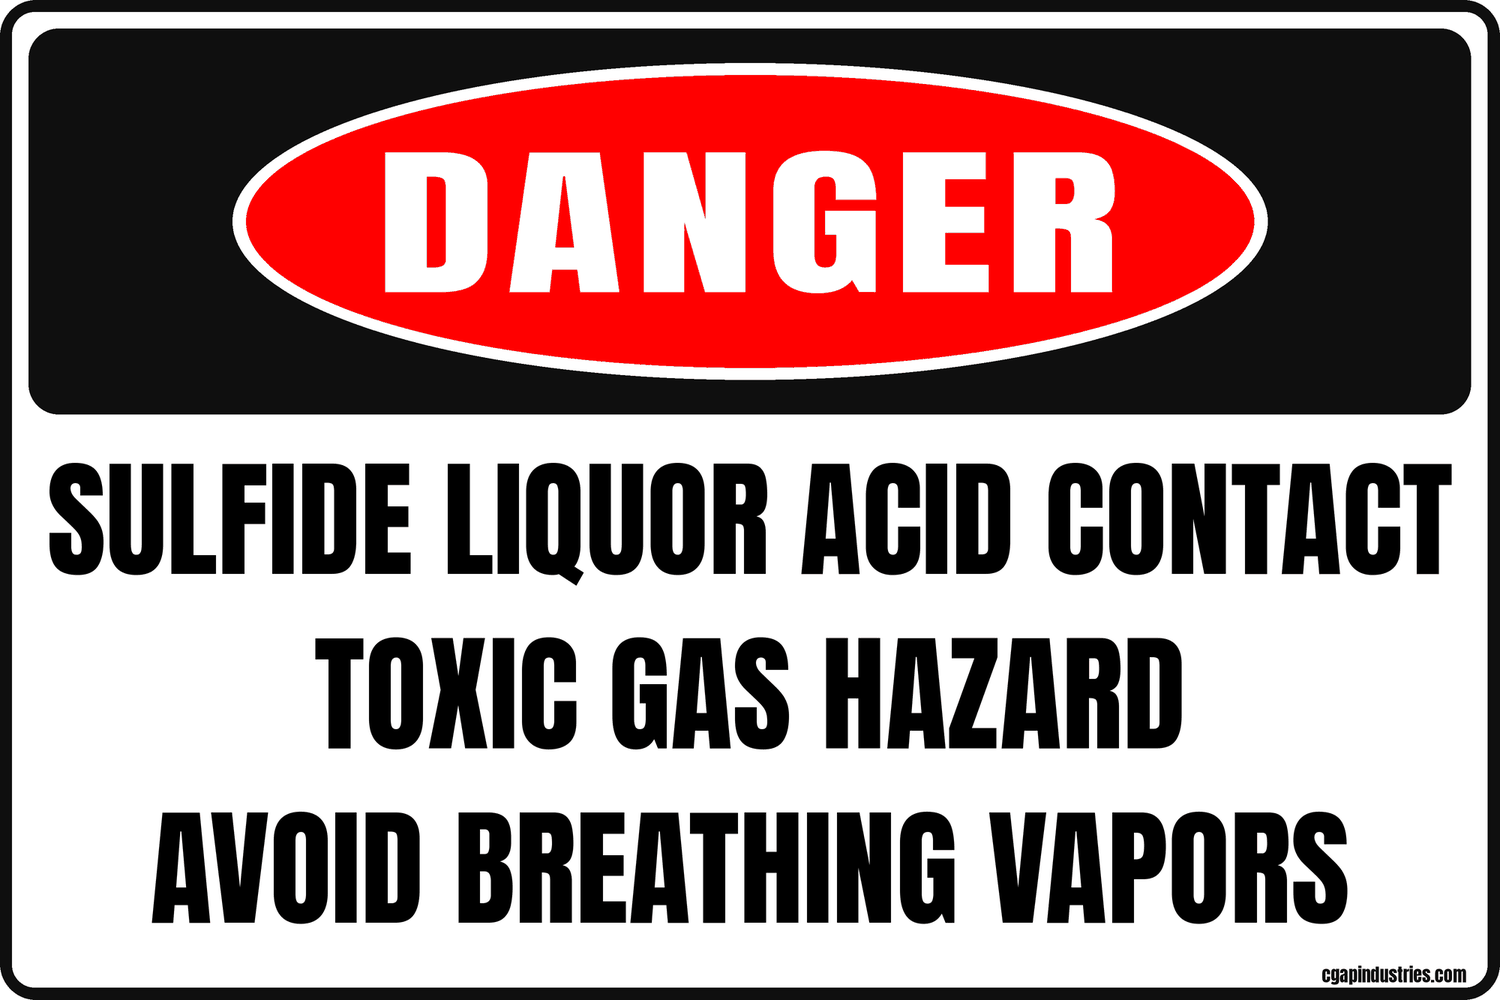 DANGER
SULFIDE LIQUOR ACID CONTACT
TOXIC GAS HAZARD
AVOID BREATHING VAPORS
cgapindustries.com